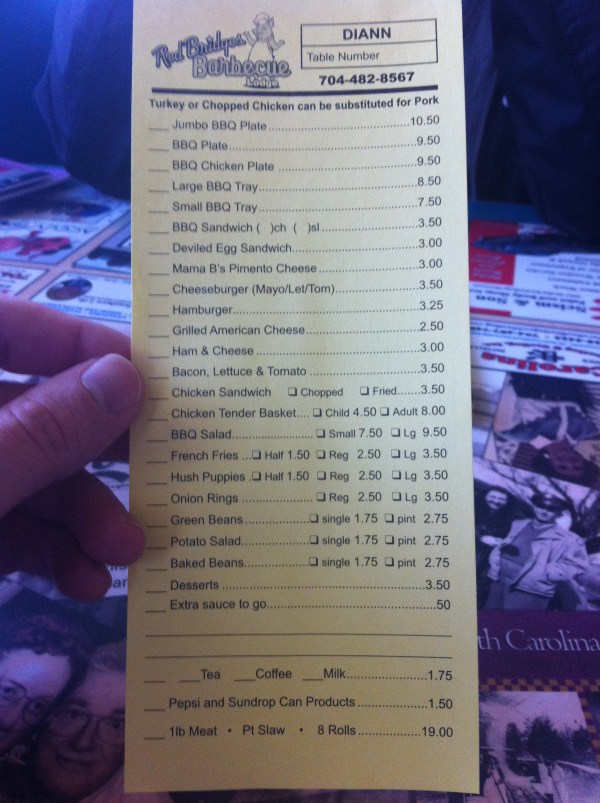 Red Bridges
Barbecue
Lodge
DIANN
Table Number
704-482-8567
Turkey or Chopped Chicken can be substituted for Pork
Jumbo BBQ Plate 10.50
BBQ Plate 9.50
BBQ Chicken Plate 9.50
Large BBQ Tray 8.50
Small BBQ Tray 7.50
BBQ Sandwich ( )ch ( )sl 3.50
Deviled Egg Sandwich 3.00
Mama B's Pimento Cheese 3.00
Cheeseburger (Mayo/Let/Tom) 3.50
Hamburger 3.25
Grilled American Cheese 2.50
Ham & Cheese 3.00
Bacon, Lettuce & Tomato 3.50
Chicken Sandwich ❑ Chopped ❑ Fried 3.50
Chicken Tender Basket.... ❑ Child 4.50 ❑ Adult 8.00
BBQ Salad ❑ Small 7.50 ❑ Lg 9.50
French Fries ...❑ Half 1.50 ❑ Reg 2.50 ❑ Lg 3.50
Hush Puppies .❑ Half 1.50 ❑ Reg 2.50 ❑ Lg 3.50
Onion Rings ❑ Reg 2.50 ❑ Lg 3.50
Green Beans ❑ single 1.75 ❑ pint 2.75
Potato Salad ❑ single 1.75 ❑ pint 2.75
Baked Beans ❑ single 1.75 ❑ pint 2.75
Desserts 3.50
Extra sauce to go .50
___Tea ___Coffee ___Milk 1.75
Pepsi and Sundrop Can Products 1.50
1lb Meat • Pt Slaw • 8 Rolls 19.00
th Carolina